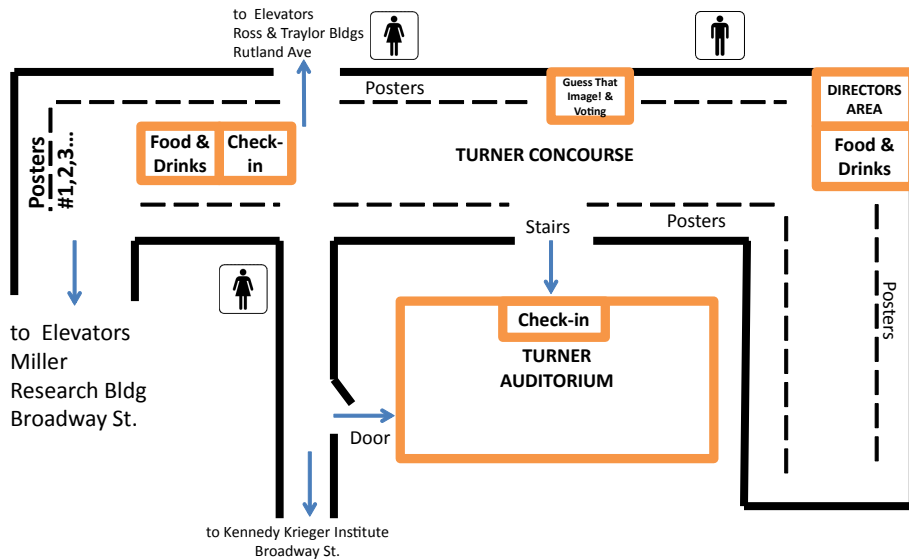 to Elevators
Ross & Traylor Bldgs
Rutland Ave
Posters
Guess That
Image! &
Voting
DIRECTORS
AREA
Posters
#1,2,3...
Food &
Drinks
Check-
in
TURNER CONCOURSE
Food &
Drinks
Stairs
Posters
Posters
to Elevators
Miller
Research Bldg
Broadway St.
Check-in
TURNER
AUDITORIUM
Door
to Kennedy Krieger Institute
Broadway St.